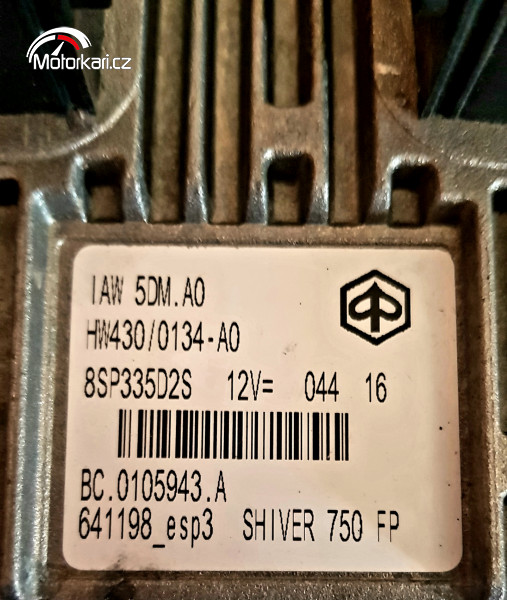 Motorkari.cz
IAW 5DM.A0
HW430/0134-A0
8SP335D2S 12V= 044 16
BC.0105943.A
641198_esp3 SHIVER 750 FP